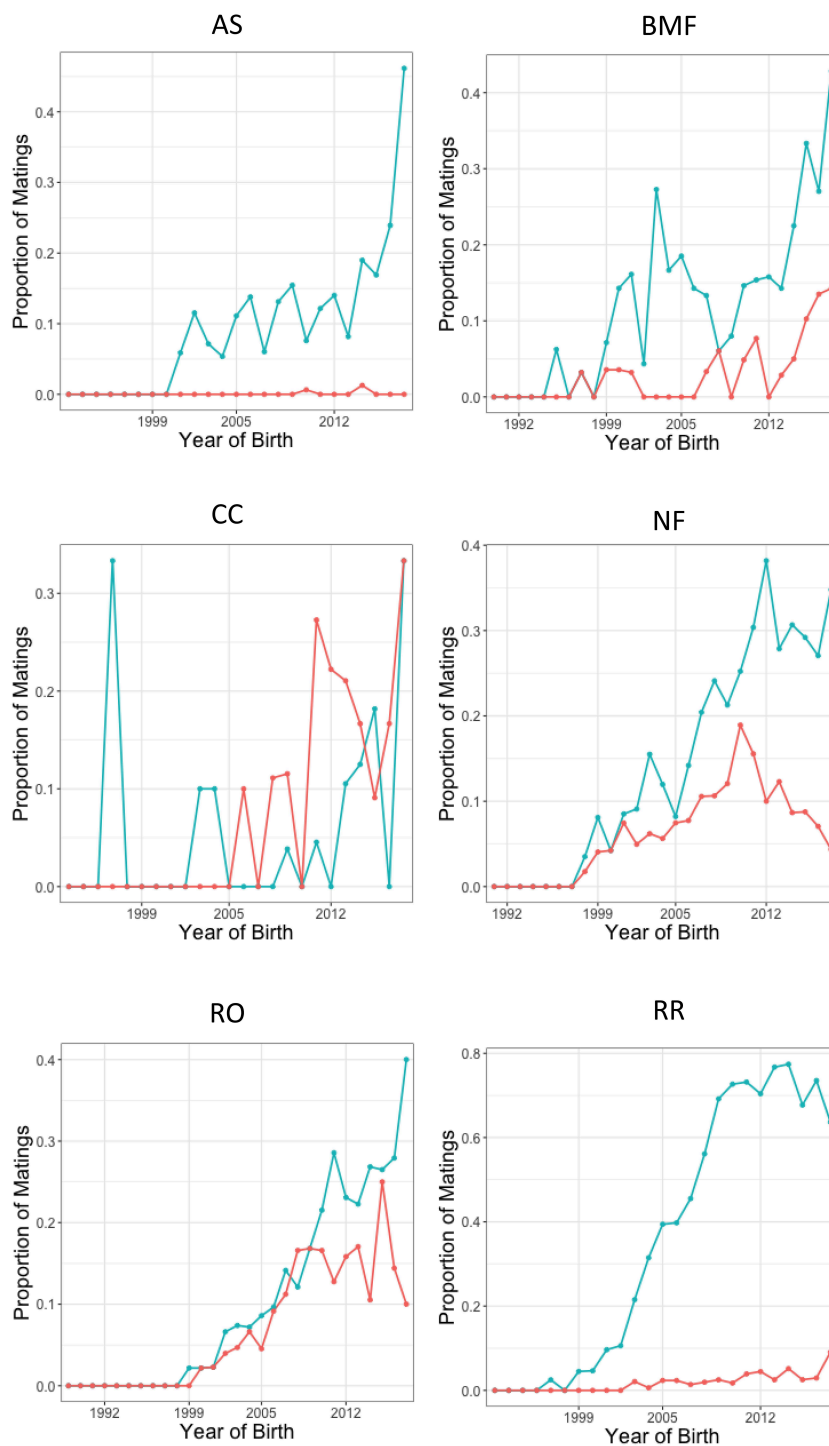 AS
Proportion of Matings
0.4
0.3
0.2
0.1
0.0
1999 2005 2012
Year of Birth
BMF
Proportion of Matings
0.4
0.3
0.2
0.1
0.0
1992 1999 2005 2012
Year of Birth
CC
Proportion of Matings
0.3
0.2
0.1
0.0
1999 2005 2012
Year of Birth
NF
Proportion of Matings
0.4
0.3
0.2
0.1
0.0
1992 1999 2005 2012
Year of Birth
RO
Proportion of Matings
0.4
0.3
0.2
0.1
0.0
1992 1999 2005 2012
Year of Birth
RR
Proportion of Matings
0.8
0.6
0.4
0.2
0.0
1999 2005 2012
Year of Birth